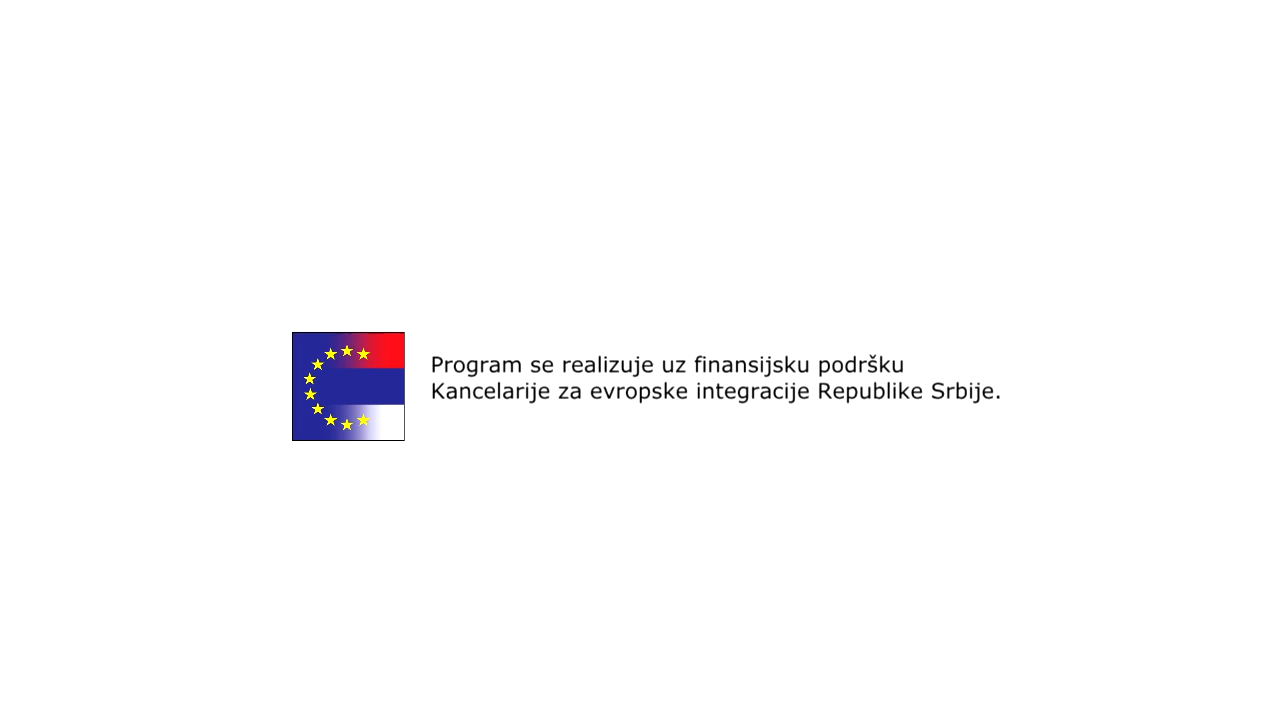 Program se realizuje uz finansijsku podršku
Kancelarije za evropske integracije Republike Srbije.